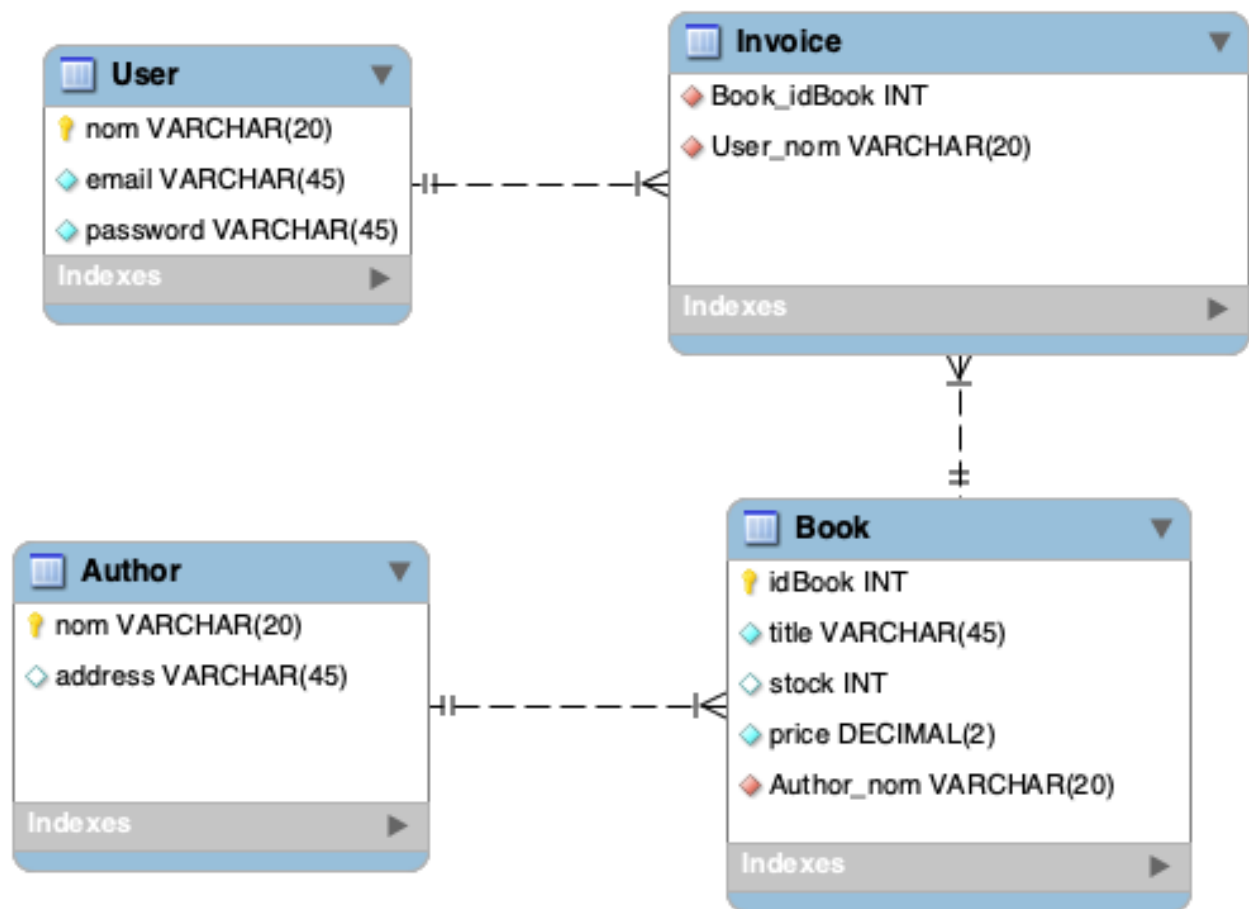 User
nom VARCHAR(20)
email VARCHAR(45)
password VARCHAR(45)
Indexes
Invoice
Book_idBook INT
User_nom VARCHAR(20)
Indexes
Author
nom VARCHAR(20)
address VARCHAR(45)
Indexes
Book
idBook INT
title VARCHAR(45)
stock INT
price DECIMAL(2)
Author_nom VARCHAR(20)
Indexes